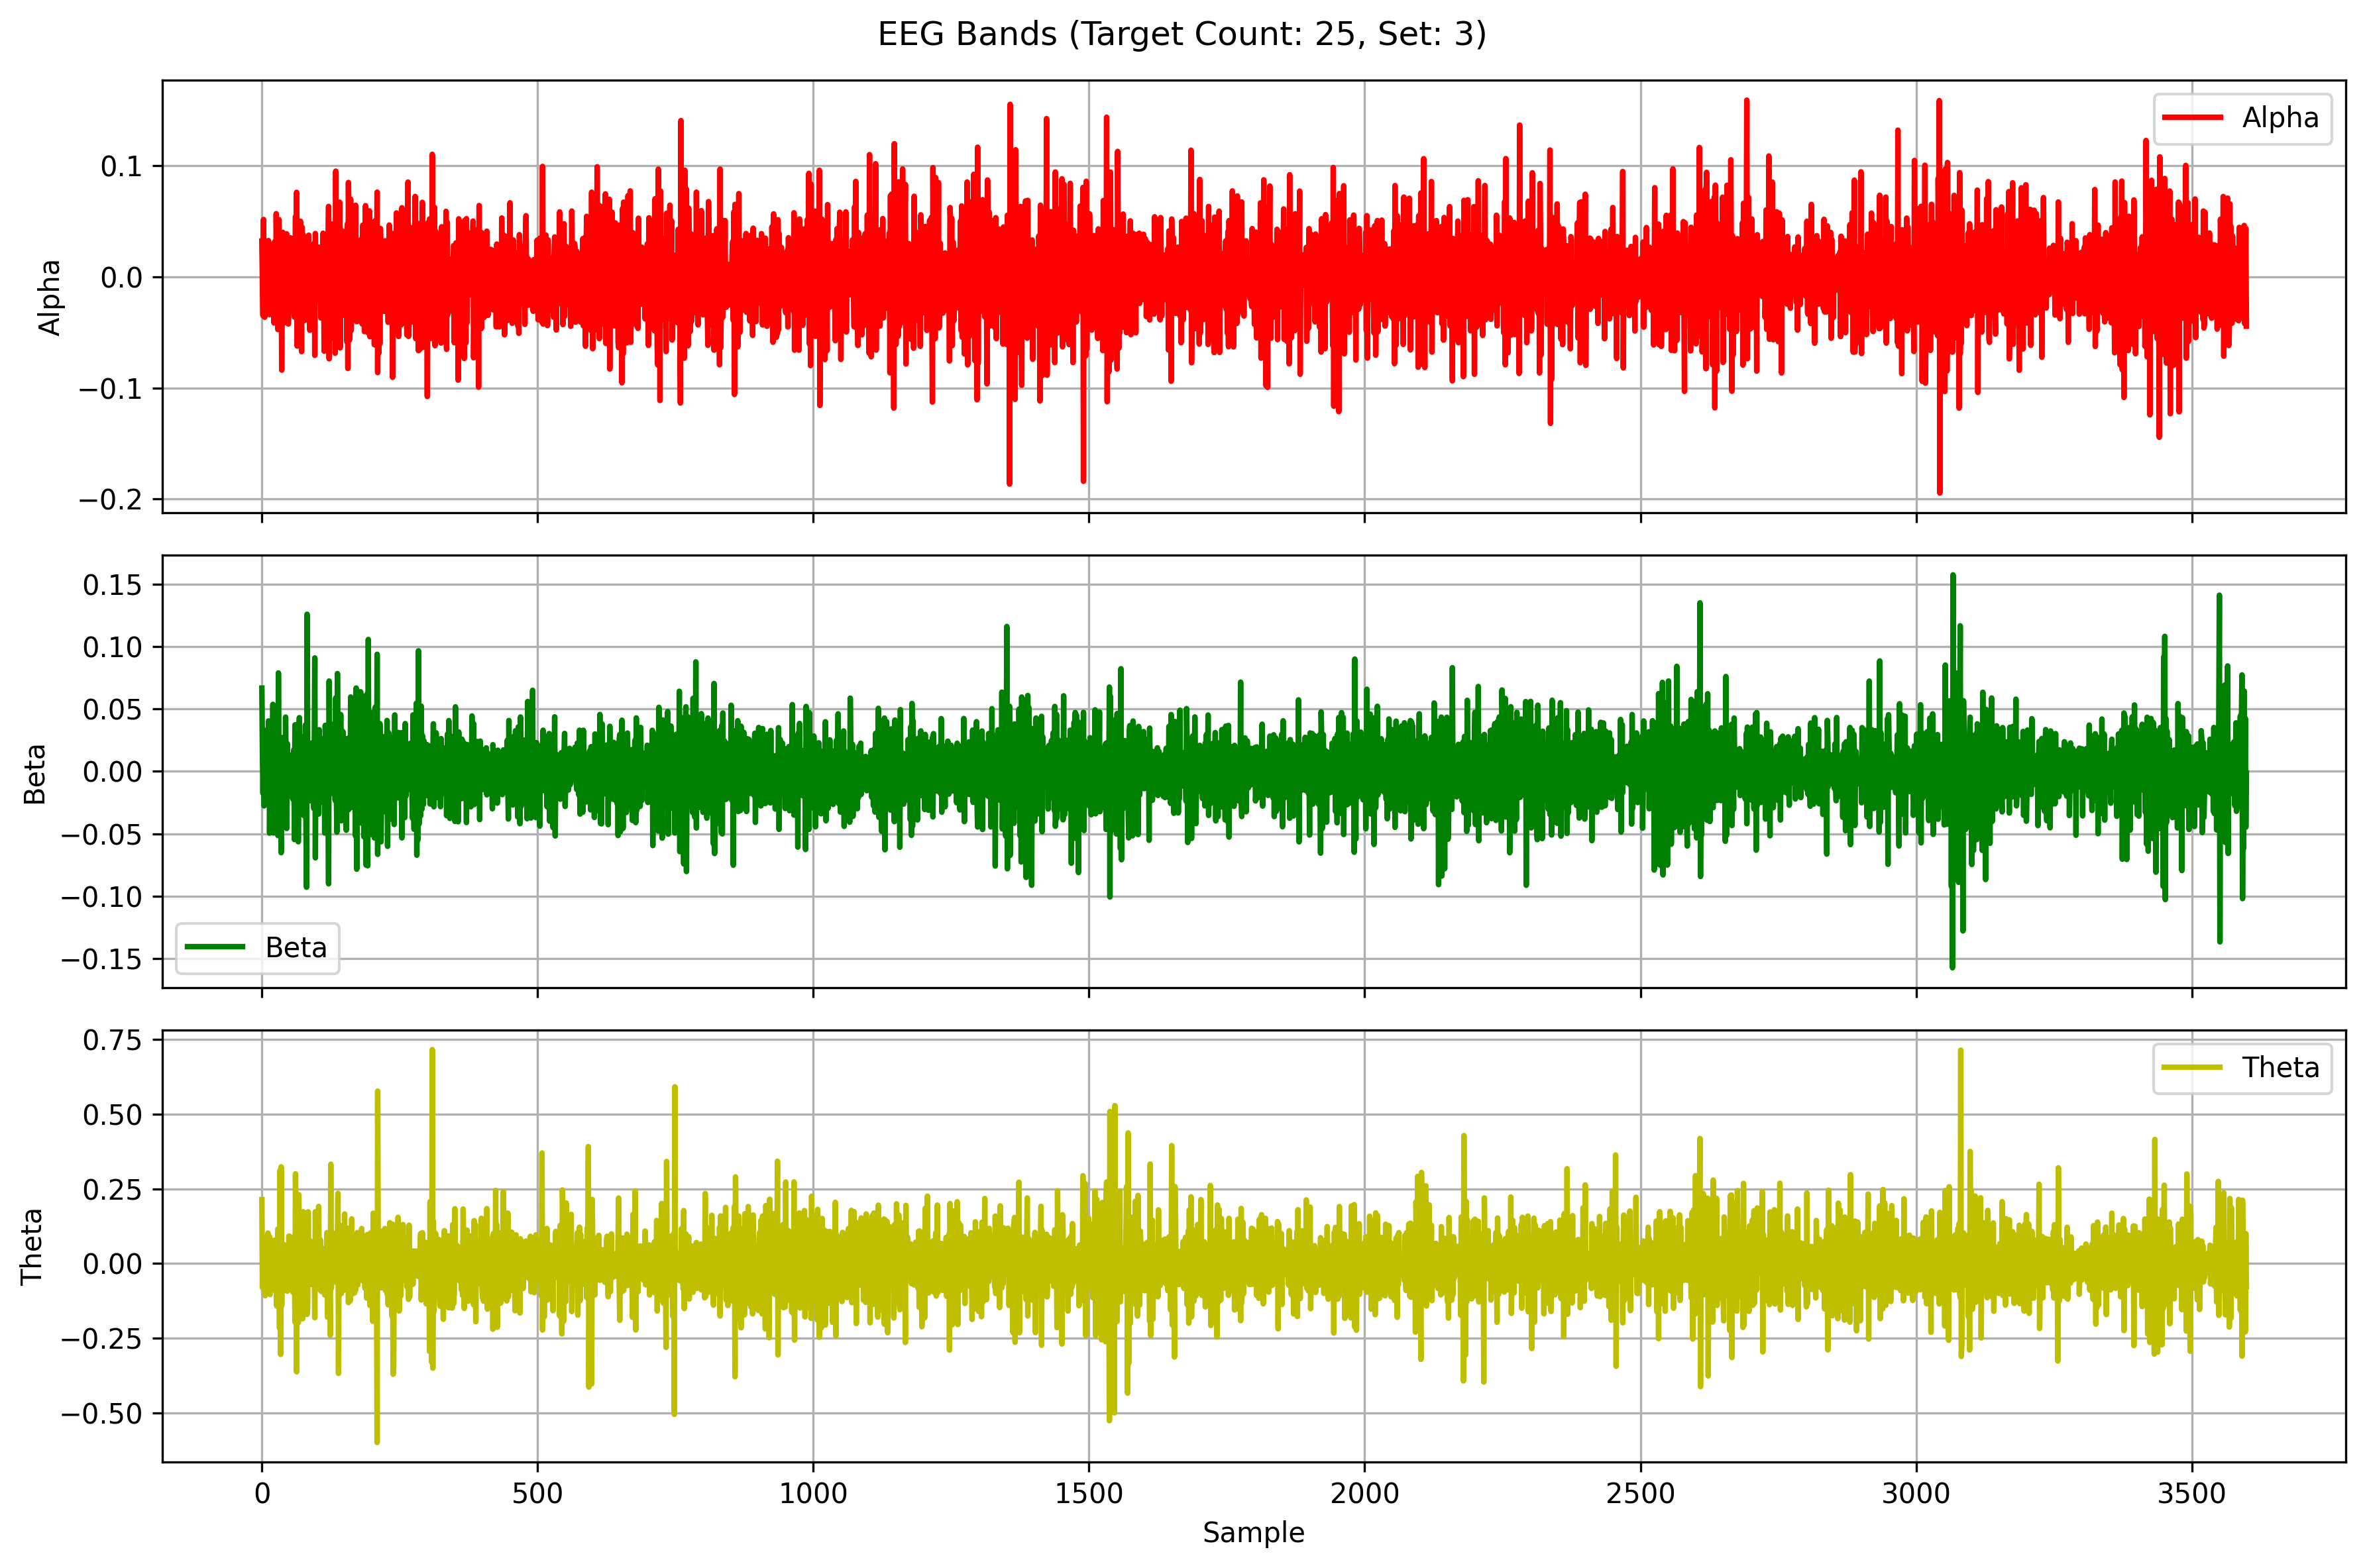 EEG Bands (Target Count: 25, Set: 3)
Alpha
0.1
0.0
−0.1
−0.2
Alpha
Beta
0.15
0.10
0.05
0.00
−0.05
−0.10
−0.15
Beta
Theta
0.75
0.50
0.25
0.00
−0.25
−0.50
Theta
0 500 1000 1500 2000 2500 3000 3500
Sample